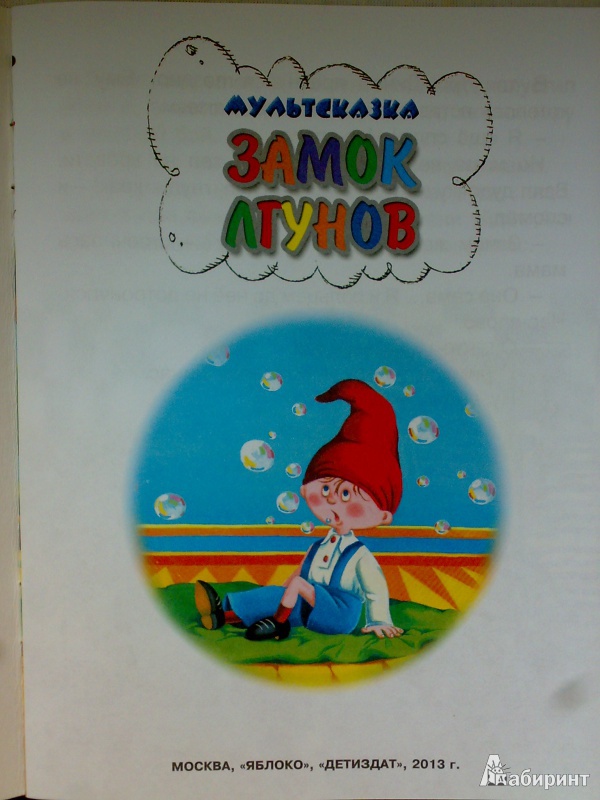 МУЛЬТСКАЗКА
ЗАМОК
ЛГУНОВ
МОСКВА, «ЯБЛОКО», «ДЕТИЗДАТ», 2013 г.
Лабиринт